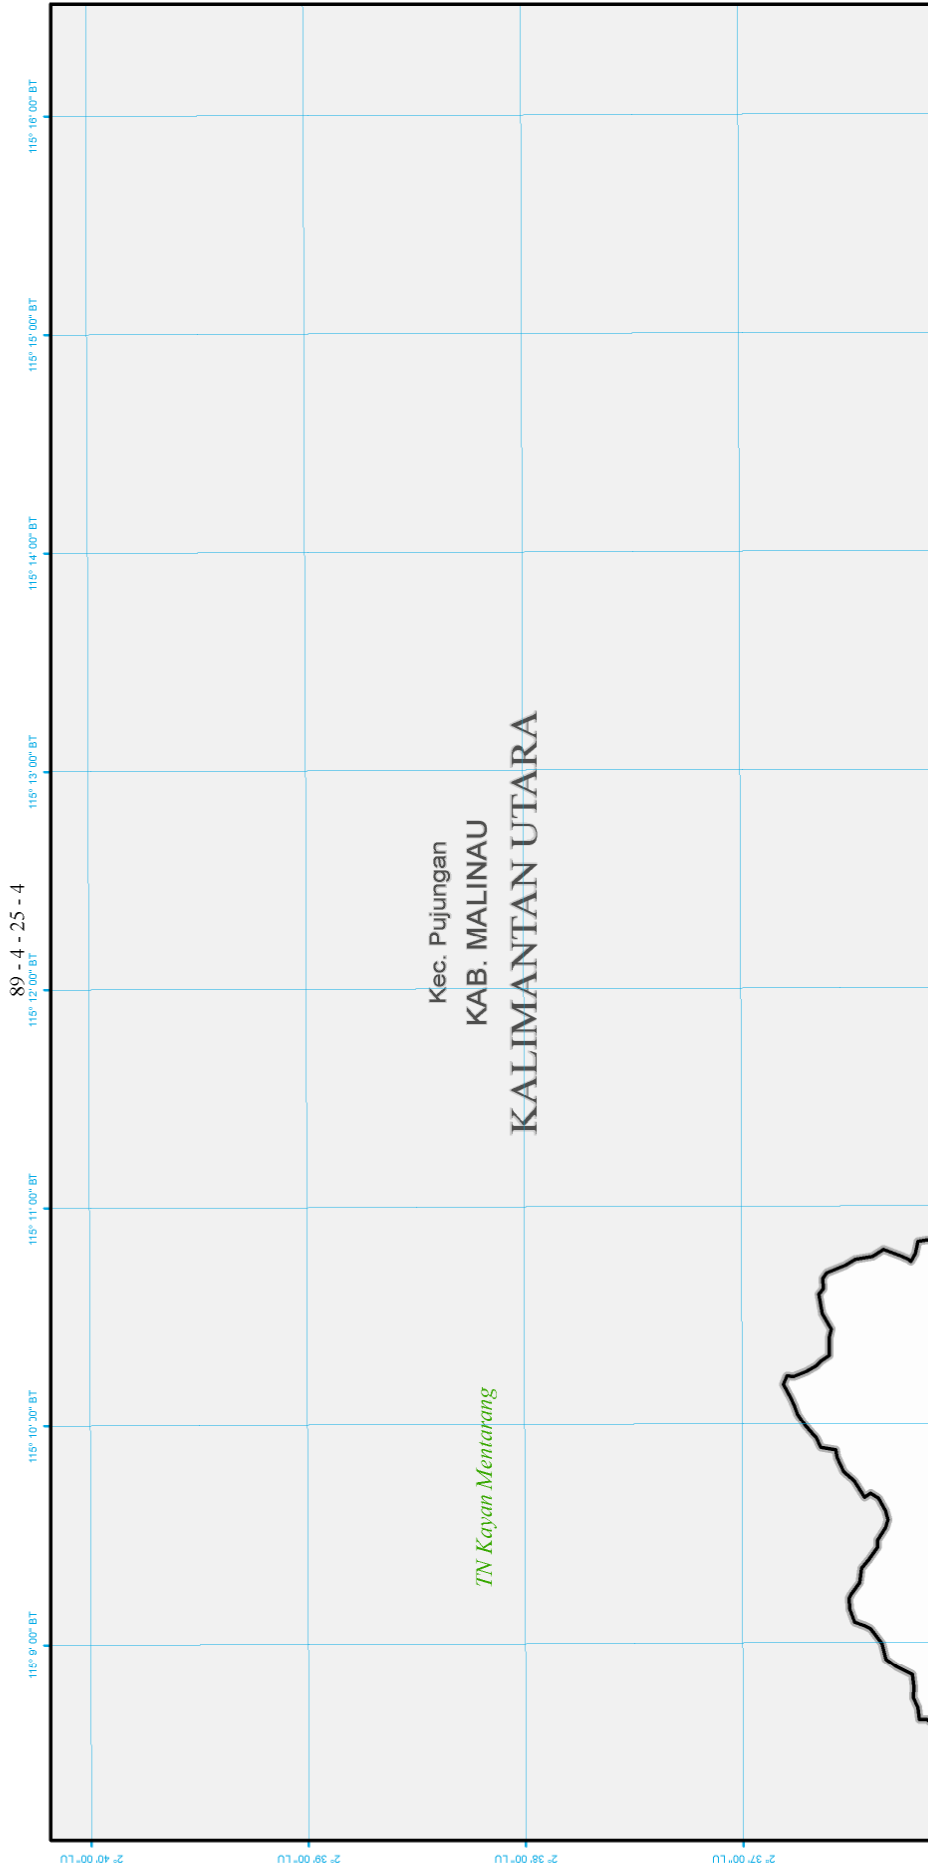 89 - 4 - 25 - 4
115° 9' 00" BT
115° 10' 00" BT
115° 11' 00" BT
115° 12' 00" BT
115° 13' 00" BT
115° 14' 00" BT
115° 15' 00" BT
115° 16' 00" BT
2° 40' 00" LU
2° 39' 00" LU
2° 38' 00" LU
2° 37' 00" LU
Kec. Pujungan
KAB. MALINAU
KALIMANTAN UTARA
TN Kayan Mentarang